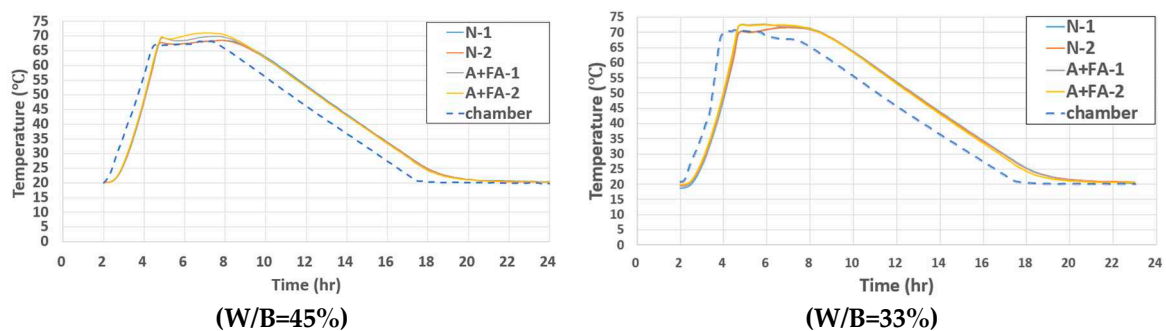 75
70
65
60
55
50
45
40
35
30
25
20
15
10
5
0
Temperature (℃)
0 2 4 6 8 10 12 14 16 18 20 22 24
Time (hr)
N-1
N-2
A+FA-1
A+FA-2
chamber
(W/B=45%)
75
70
65
60
55
50
45
40
35
30
25
20
15
10
5
0
Temperature (℃)
0 2 4 6 8 10 12 14 16 18 20 22 24
Time (hr)
N-1
N-2
A+FA-1
A+FA-2
chamber
(W/B=33%)